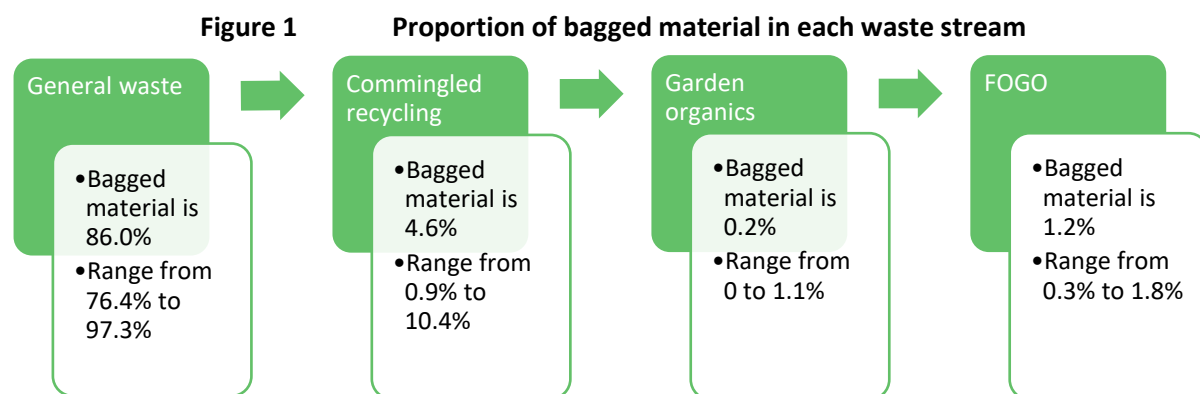 Figure 1 Proportion of bagged material in each waste stream
General waste
•Bagged
material is
86.0%
•Range from
76.4% to
97.3%
Commingled
recycling
•Bagged
material is
4.6%
•Range from
0.9% to
10.4%
Garden
organics
•Bagged
material is
0.2%
•Range from
0 to 1.1%
FOGO
•Bagged
material is
1.2%
•Range from
0.3% to 1.8%